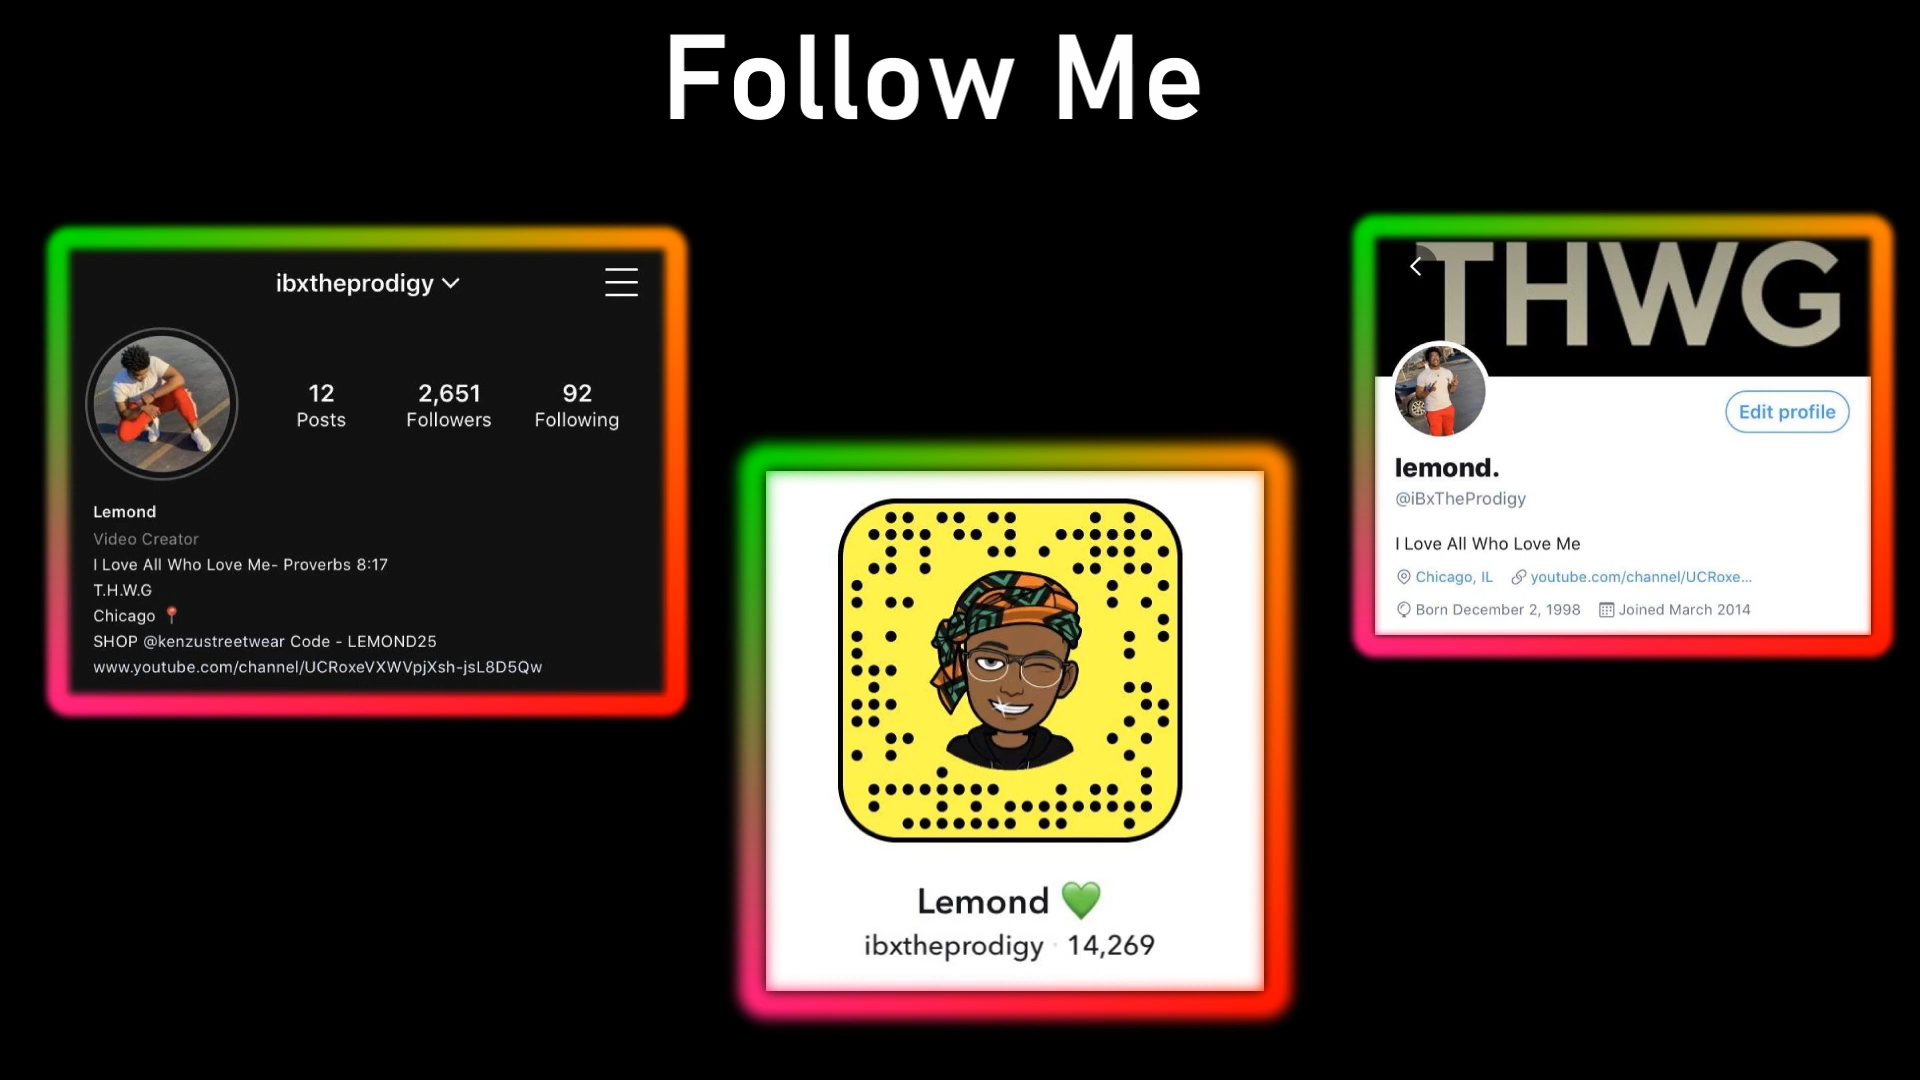 Follow Me
ibxtheprodigy
12
Posts
2,651
Followers
92
Following
Lemond
Video Creator
I Love All Who Love Me- Proverbs 8:17
T.H.W.G
Chicago 📍
SHOP @kenzustreetwear Code - LEMOND25
www.youtube.com/channel/UCRoxeVXWVpjXsh-jsL8D5Qw
Lemond 💚
ibxtheprodigy · 14,269
THWG
Edit profile
lemond.
@iBxTheProdigy
I Love All Who Love Me
Chicago, IL youtube.com/channel/UCRoxe...
Born December 2, 1998 Joined March 2014